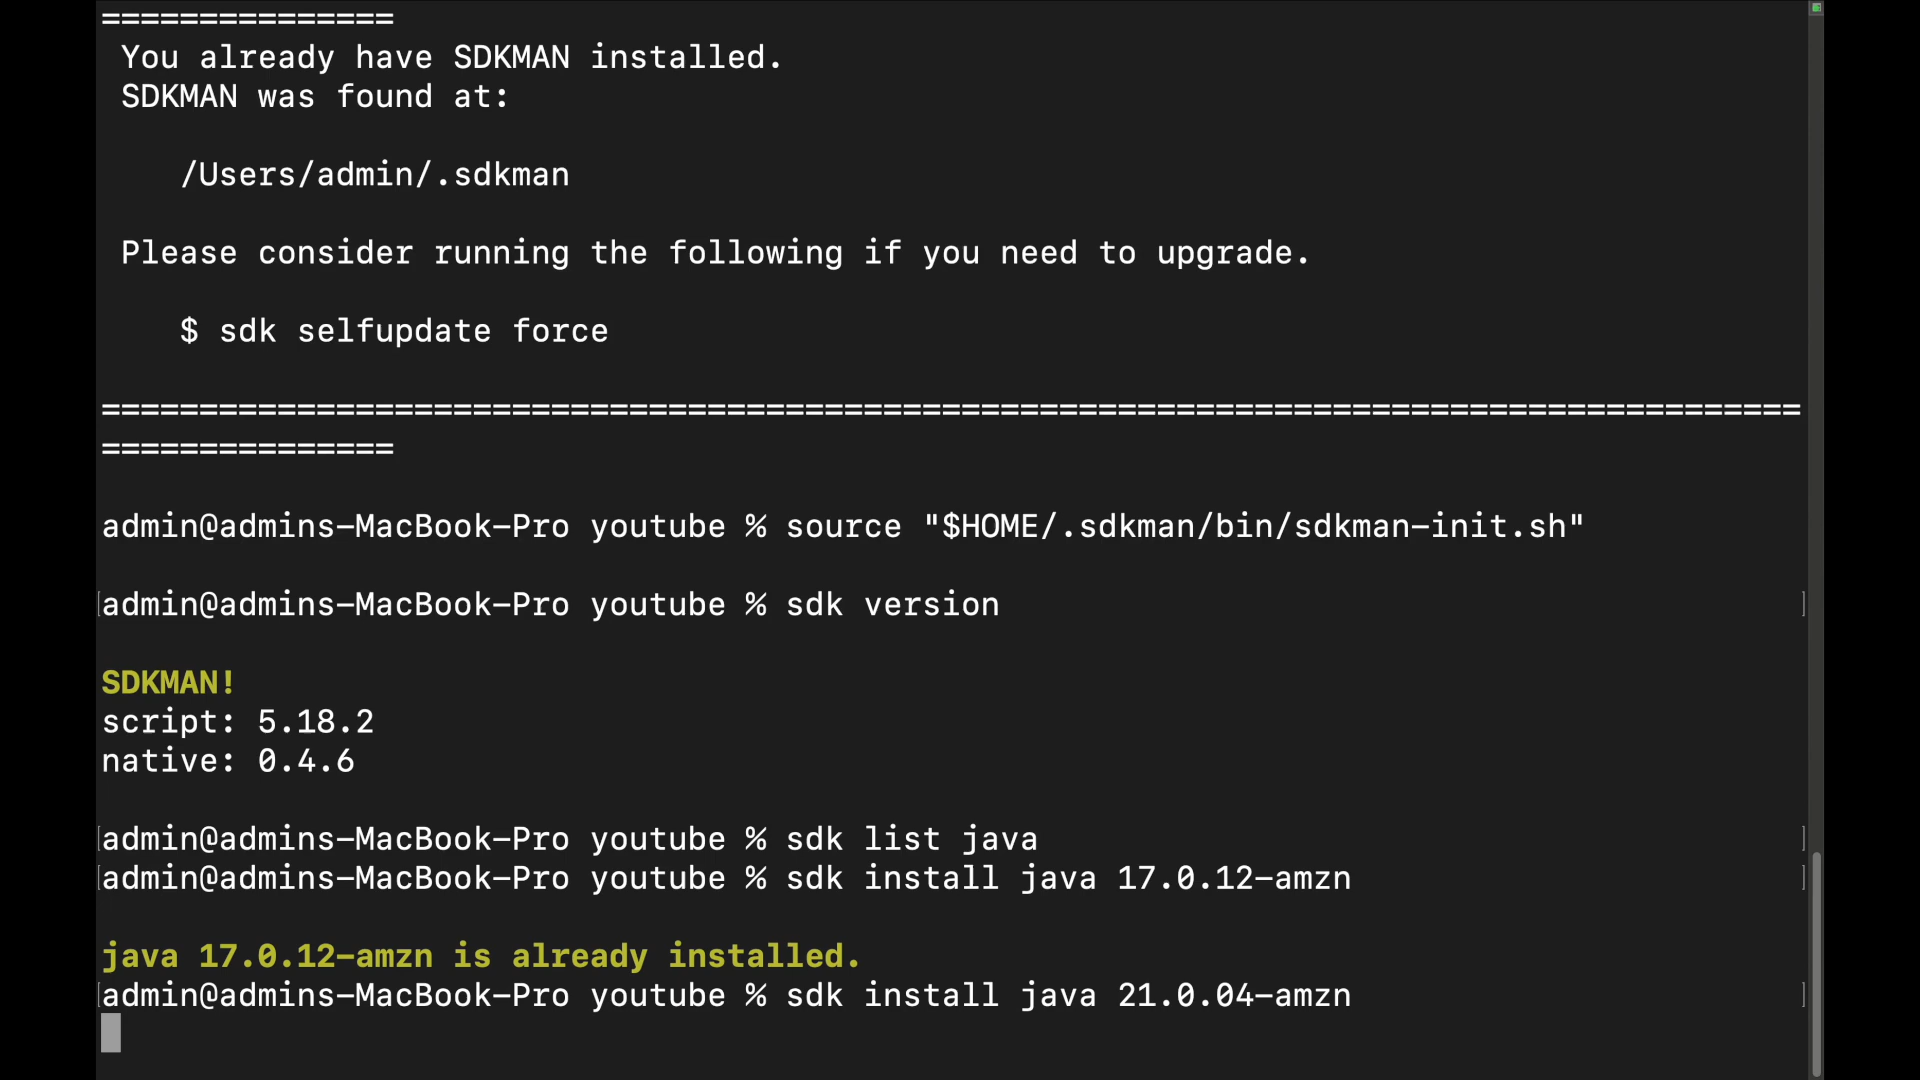 ===============
You already have SDKMAN installed.
SDKMAN was found at:
/Users/admin/.sdkman
Please consider running the following if you need to upgrade.
$ sdk selfupdate force
=======================================================================================
===============
admin@admins-MacBook-Pro youtube % source "$HOME/.sdkman/bin/sdkman-init.sh"
admin@admins-MacBook-Pro youtube % sdk version
SDKMAN!
script: 5.18.2
native: 0.4.6
admin@admins-MacBook-Pro youtube % sdk list java
admin@admins-MacBook-Pro youtube % sdk install java 17.0.12-amzn
java 17.0.12-amzn is already installed.
admin@admins-MacBook-Pro youtube % sdk install java 21.0.04-amzn